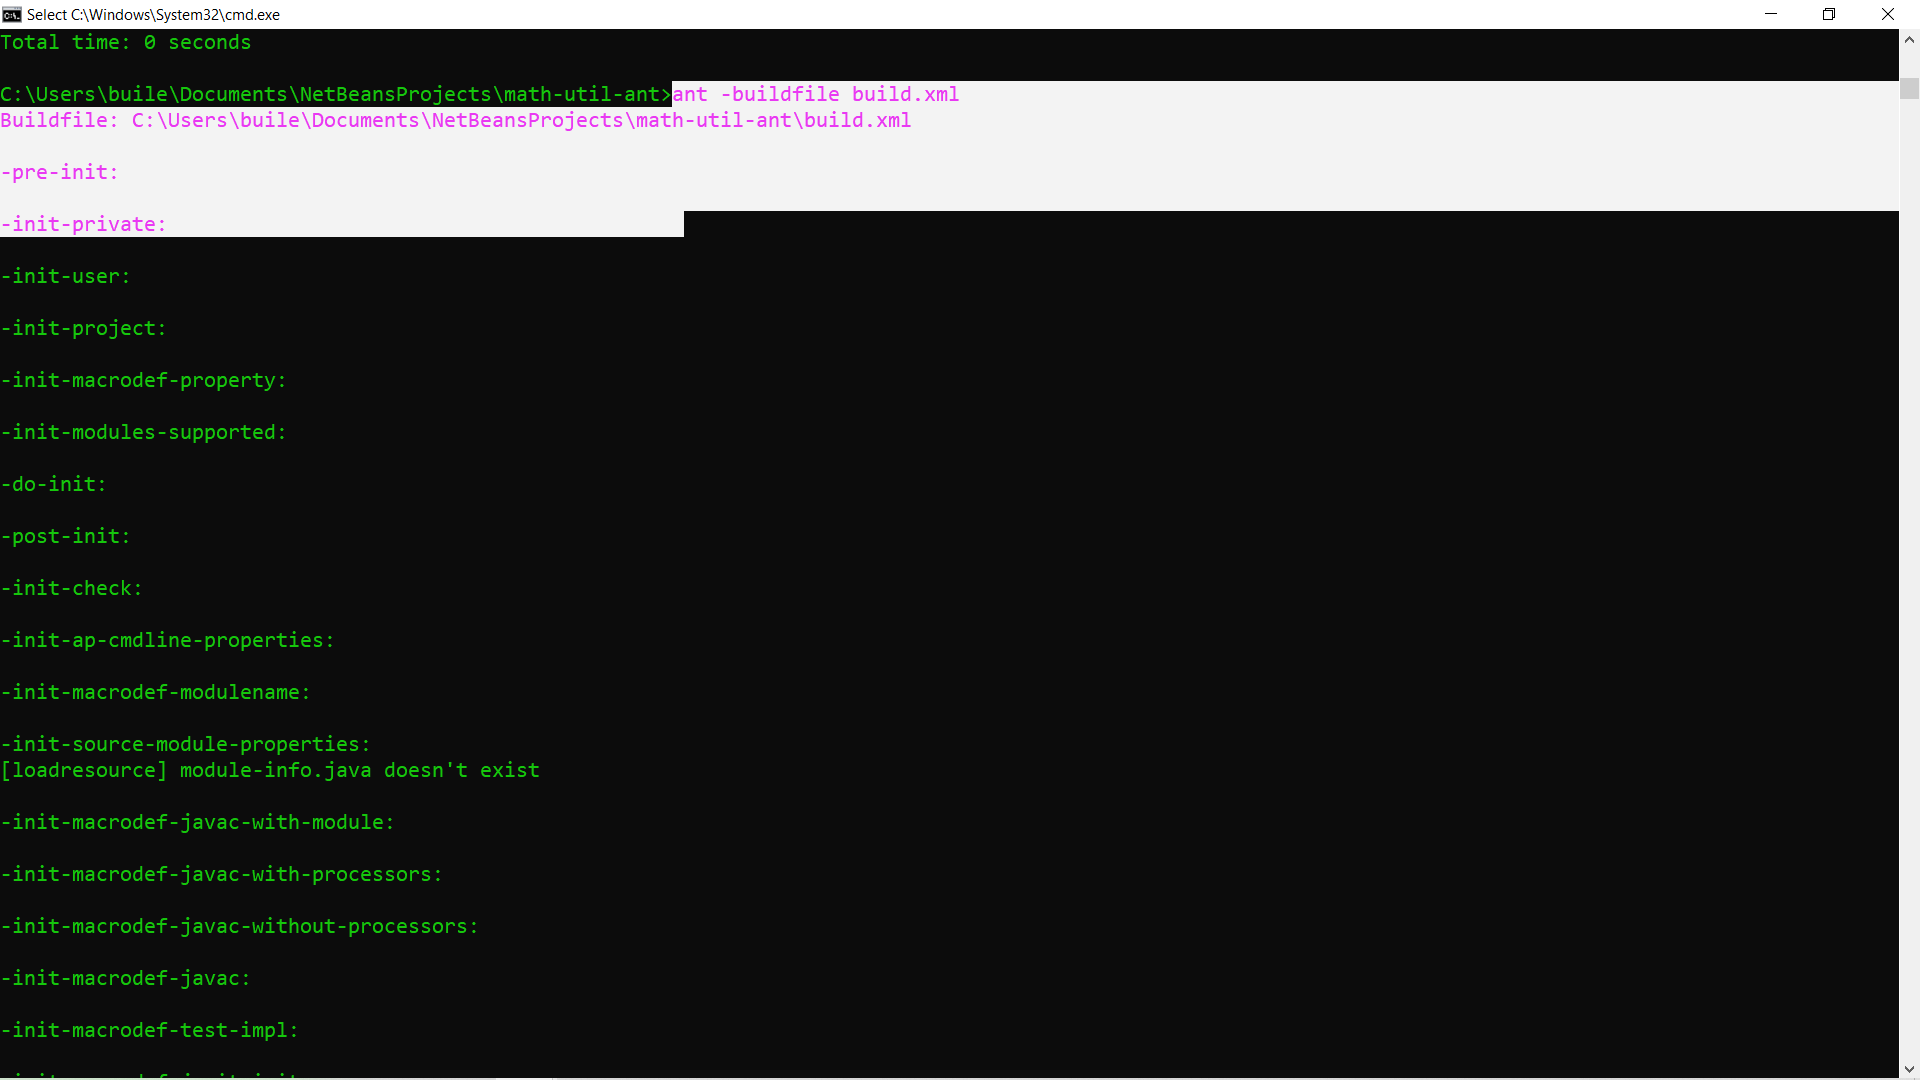 Select C:\Windows\System32\cmd.exe
Total time: 0 seconds
C:\Users\buile\Documents\NetBeansProjects\math-util-ant>ant -buildfile build.xml
Buildfile: C:\Users\buile\Documents\NetBeansProjects\math-util-ant\build.xml
-pre-init:
-init-private:
-init-user:
-init-project:
-init-macrodef-property:
-init-modules-supported:
-do-init:
-post-init:
-init-check:
-init-ap-cmdline-properties:
-init-macrodef-modulename:
-init-source-module-properties:
[loadresource] module-info.java doesn't exist
-init-macrodef-javac-with-module:
-init-macrodef-javac-with-processors:
-init-macrodef-javac-without-processors:
-init-macrodef-javac:
-init-macrodef-test-impl: